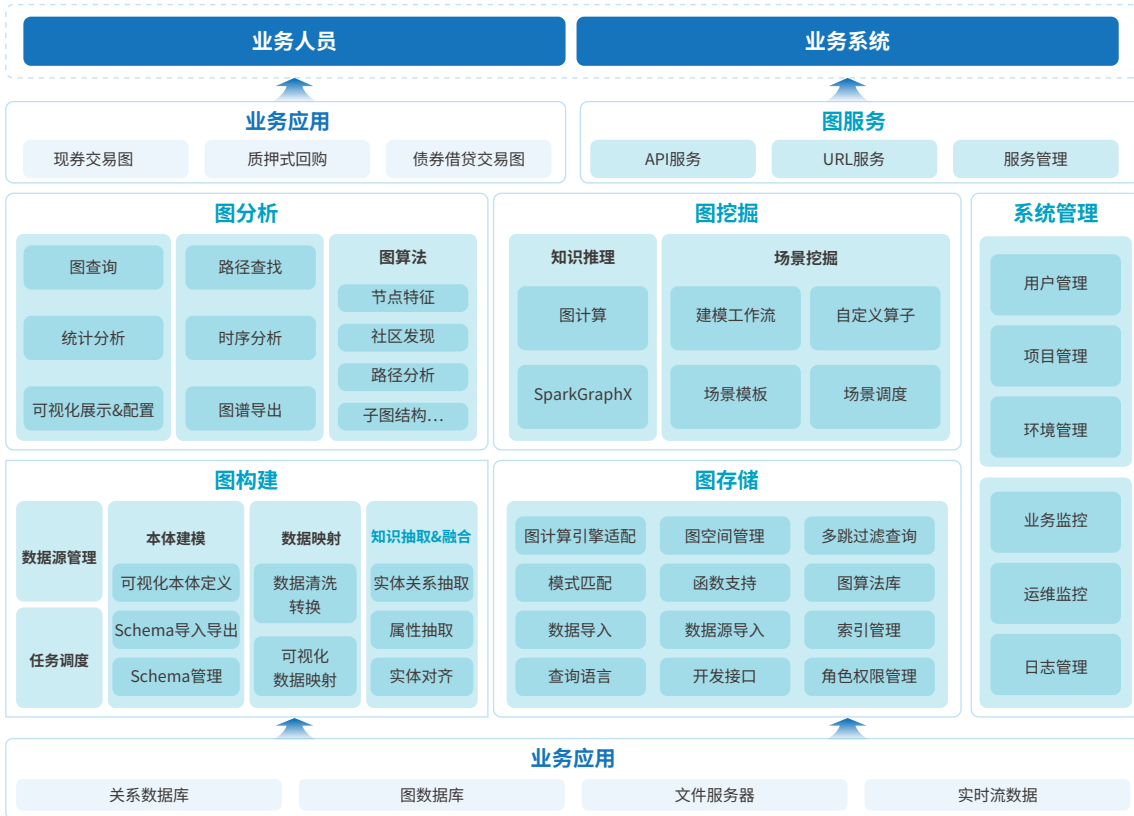 业务人员
业务系统
业务应用
现券交易图
质押式回购
债券借贷交易图
图服务
API服务
URL服务
服务管理
图分析
图查询
统计分析
可视化展示&配置
路径查找
时序分析
图谱导出
图算法
节点特征
社区发现
路径分析
子图结构…
图挖掘
知识推理
图计算
SparkGraphX
场景挖掘
建模工作流
自定义算子
场景模板
场景调度
系统管理
用户管理
项目管理
环境管理
业务监控
运维监控
日志管理
图构建
数据源管理
任务调度
本体建模
可视化本体定义
Schema导入导出
Schema管理
数据映射
数据清洗
转换
可视化
数据映射
知识抽取&融合
实体关系抽取
属性抽取
实体对齐
图存储
图计算引擎适配
图空间管理
多跳过滤查询
模式匹配
函数支持
图算法库
数据导入
数据源导入
索引管理
查询语言
开发接口
角色权限管理
业务应用
关系数据库
图数据库
文件服务器
实时流数据